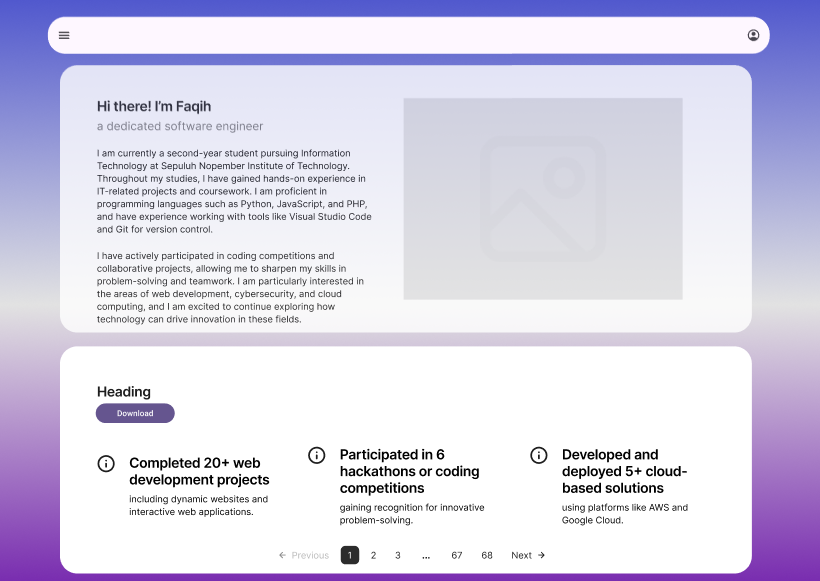 Hi there! I'm Faqih
a dedicated software engineer
I am currently a second-year student pursuing Information
Technology at Sepuluh Nopember Institute of Technology.
Throughout my studies, I have gained hands-on experience in
IT-related projects and coursework. I am proficient in
programming languages such as Python, JavaScript, and PHP,
and have experience working with tools like Visual Studio Code
and Git for version control.
I have actively participated in coding competitions and
collaborative projects, allowing me to sharpen my skills in
problem-solving and teamwork. I am particularly interested in
the areas of web development, cybersecurity, and cloud
computing, and I am excited to continue exploring how
technology can drive innovation in these fields.
Heading
Download
Completed 20+ web
development projects
including dynamic websites and
interactive web applications.
Participated in 6
hackathons or coding
competitions
gaining recognition for innovative
problem-solving.
Developed and
deployed 5+ cloud-
based solutions
using platforms like AWS and
Google Cloud.
← Previous 1 2 3 ... 67 68 Next →